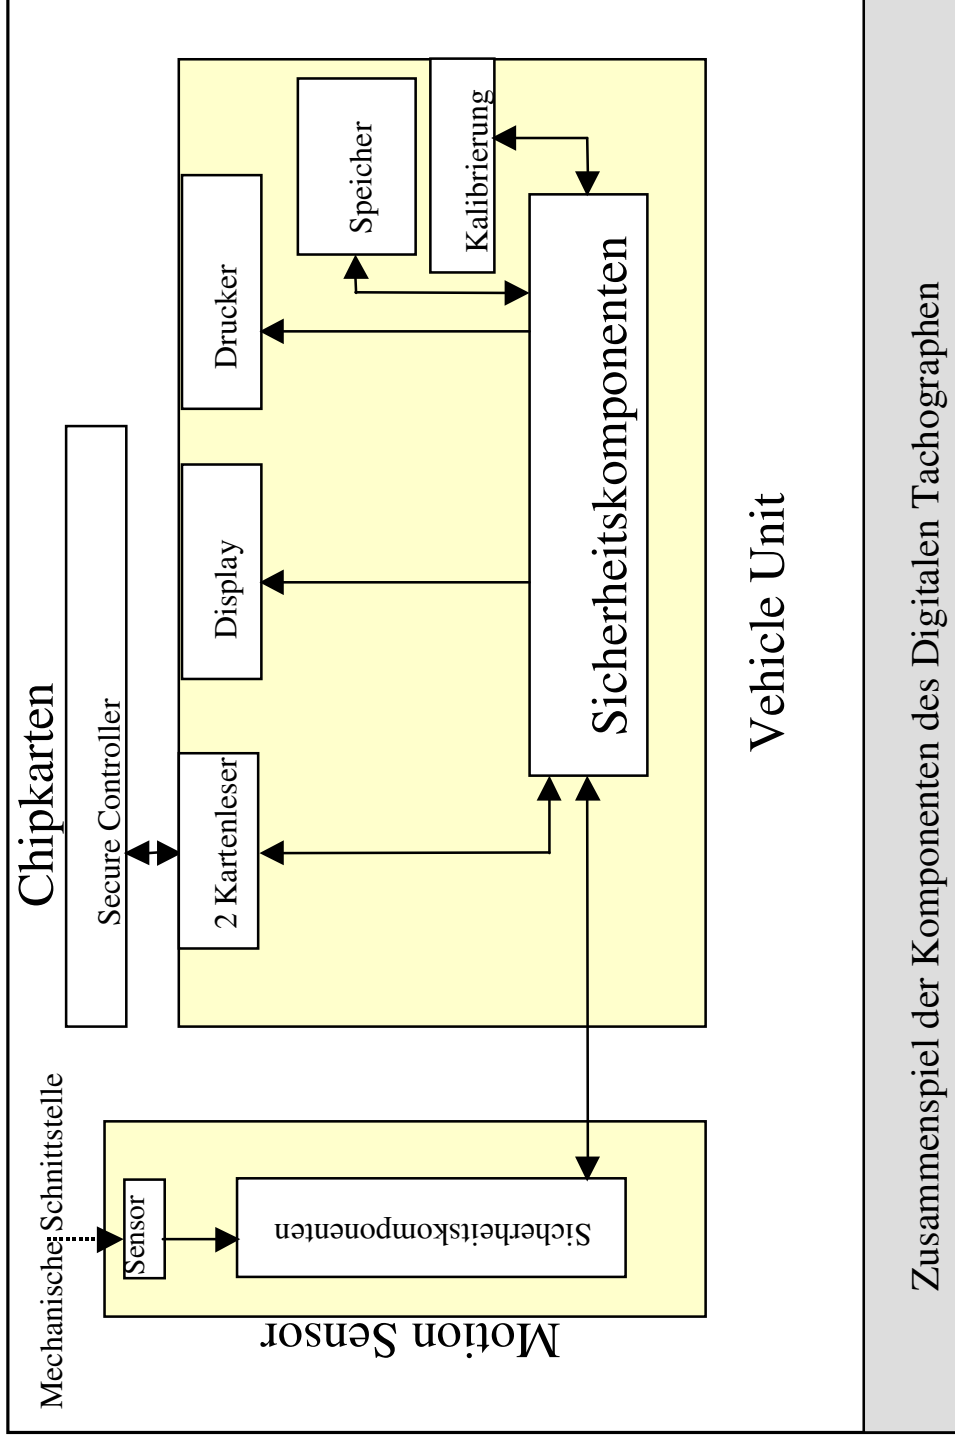 Chipkarten
Mechanische Schnittstelle
Secure Controller
Sensor
2 Kartenleser
Display
Drucker
Speicher
Kalibrierung
Sicherheitskomponenten
Sicherheitskomponenten
Motion Sensor
Vehicle Unit
Zusammenspiel der Komponenten des Digitalen Tachographen